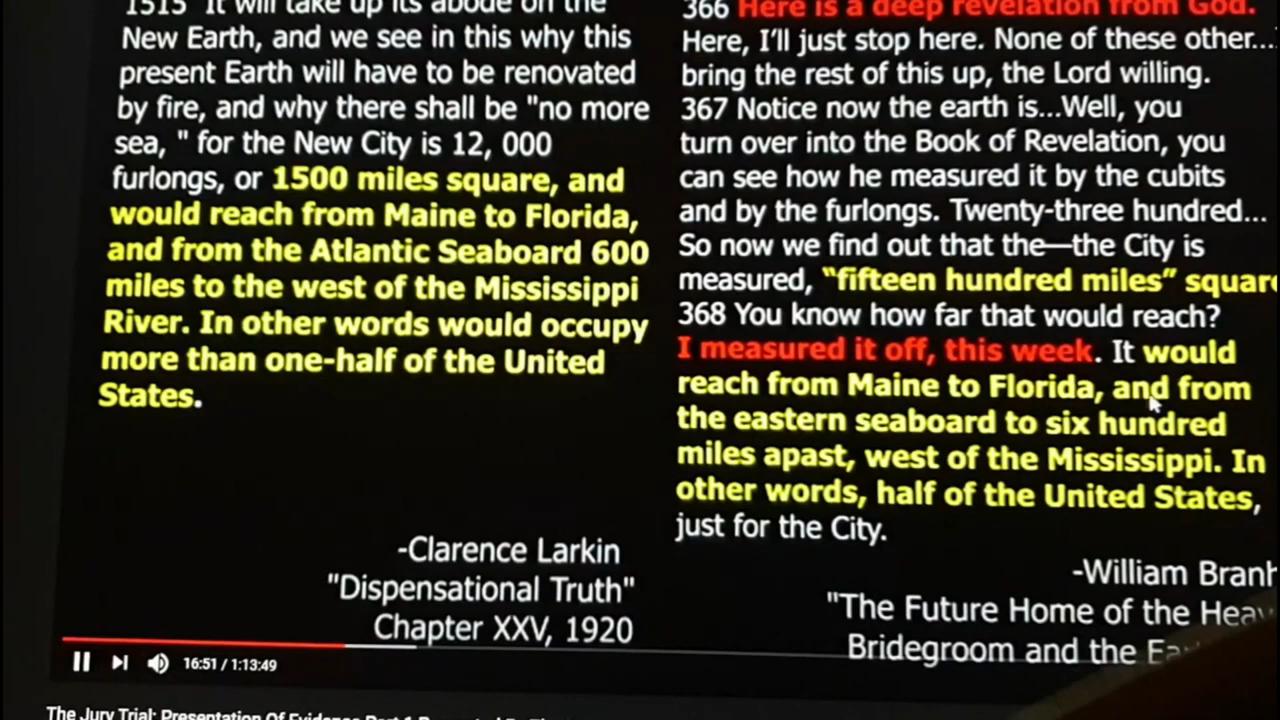 1515 It will take up its abode on the
New Earth, and we see in this why this
present Earth will have to be renovated
by fire, and why there shall be "no more
sea, " for the New City is 12, 000
furlongs, or 1500 miles square, and
would reach from Maine to Florida,
and from the Atlantic Seaboard 600
miles to the west of the Mississippi
River. In other words would occupy
more than one-half of the United
States.
-Clarence Larkin
"Dispensational Truth"
Chapter XXV, 1920
366 Here is a deep revelation from God.
Here, I'll just stop here. None of these other...
bring the rest of this up, the Lord willing.
367 Notice now the earth is...Well, you
turn over into the Book of Revelation, you
can see how he measured it by the cubits
and by the furlongs. Twenty-three hundred...
So now we find out that the—the City is
measured, “fifteen hundred miles” square
368 You know how far that would reach?
I measured it off, this week. It would
reach from Maine to Florida, and from
the eastern seaboard to six hundred
miles apast, west of the Mississippi. In
other words, half of the United States,
just for the City.
-William
"The Future Home of the
Bridegroom and the
16:51 / 1:13:49
The Jury Trial: Presentation Of Evidence Part 1